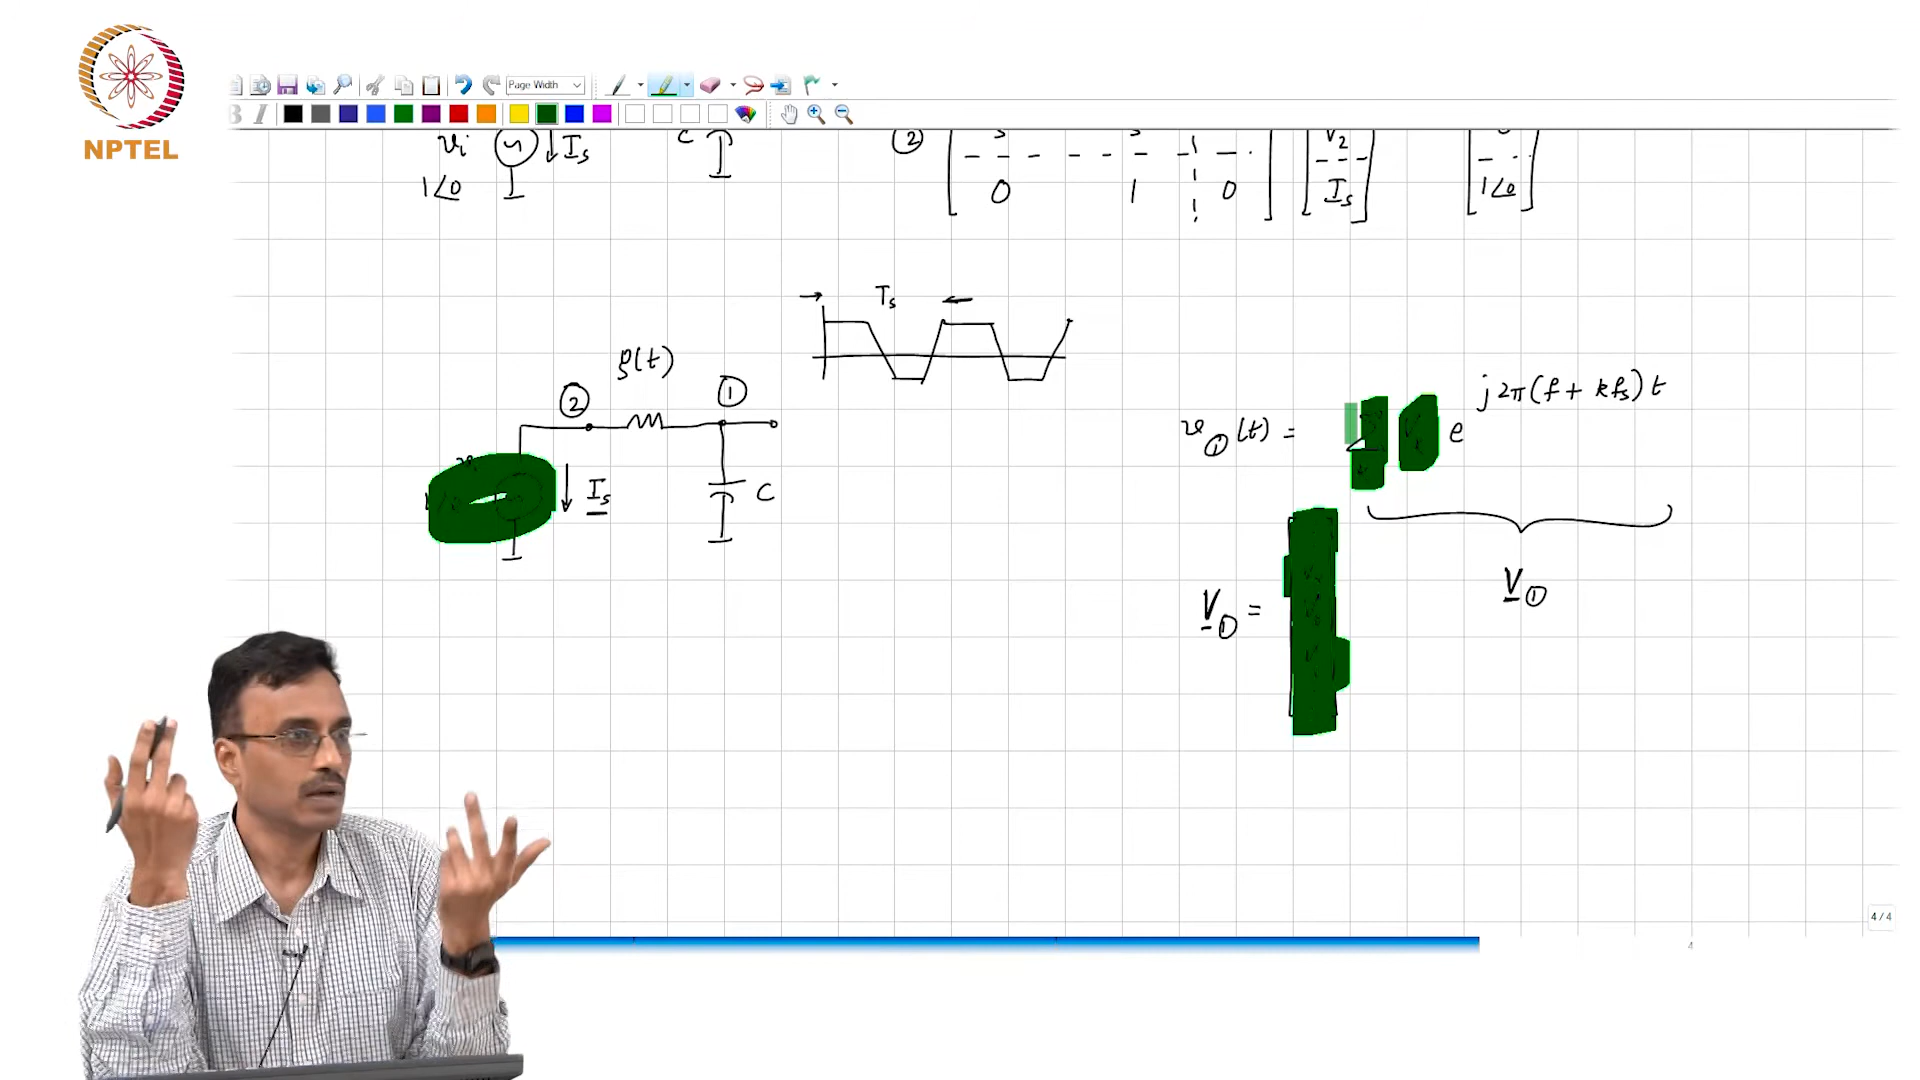 NPTEL
Page Width
B I
vi Is C
1∠0
② V2
0 1 0 Is 1∠0
Ts
g(t)
② ①
Is C
v①(t) = e j2π(f + kfs)t
V①
V① =
4/4
4